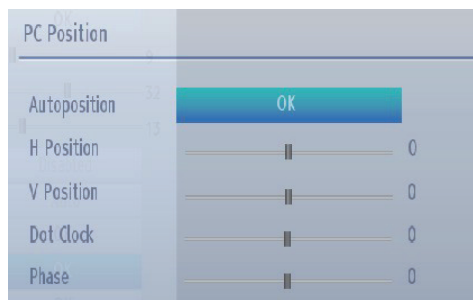 PC Position
Autoposition OK
H Position 0
V Position 0
Dot Clock 0
Phase 0